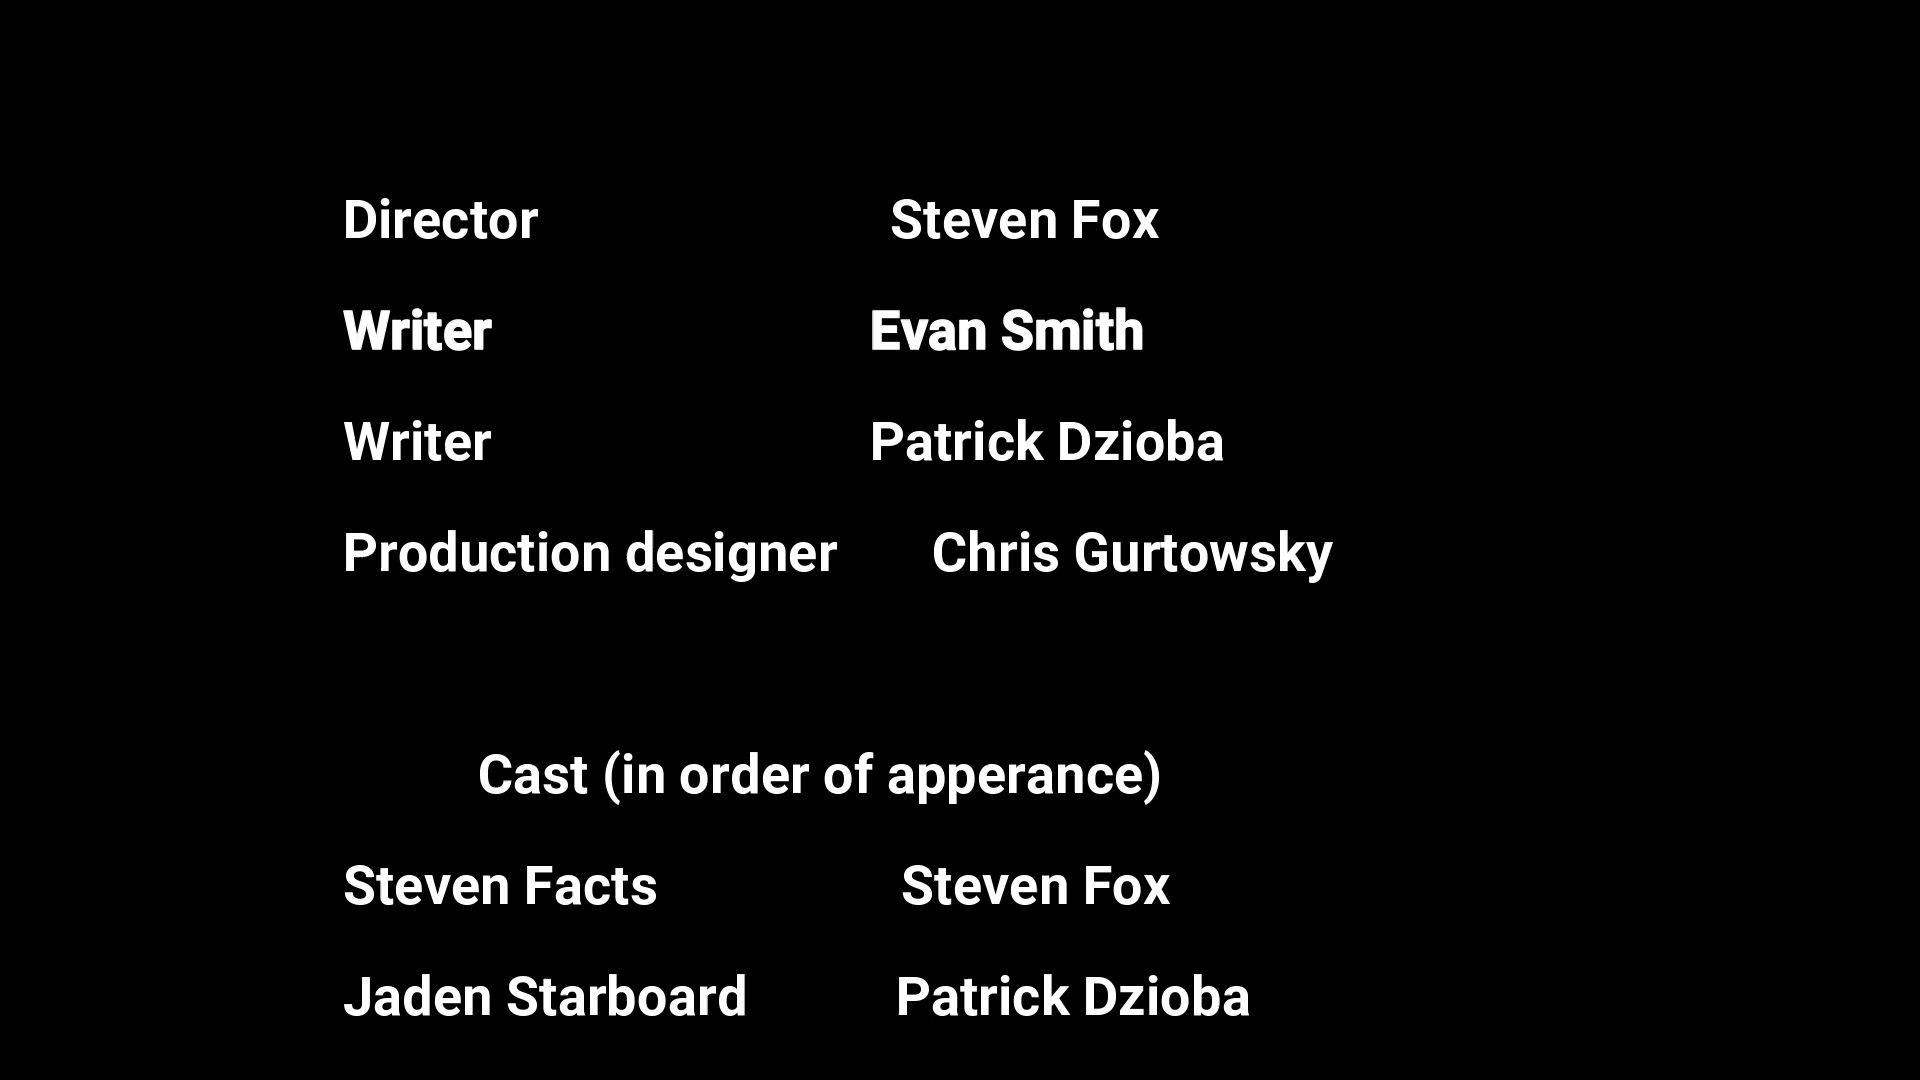 Director Steven Fox
Writer Evan Smith
Writer Patrick Dzioba
Production designer Chris Gurtowsky
Cast (in order of apperance)
Steven Facts Steven Fox
Jaden Starboard Patrick Dzioba